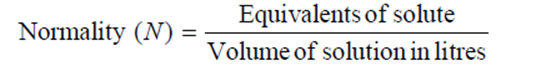 Normality (N) = Equivalents of solute / Volume of solution in litres